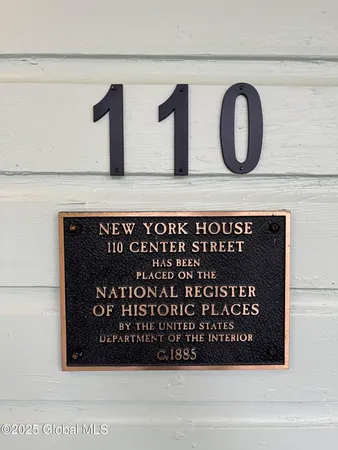 110
NEW YORK HOUSE
110 CENTER STREET
HAS BEEN
PLACED ON THE
NATIONAL REGISTER
OF HISTORIC PLACES
BY THE UNITED STATES
DEPARTMENT OF THE INTERIOR
C.1885
©2025 Global MLS